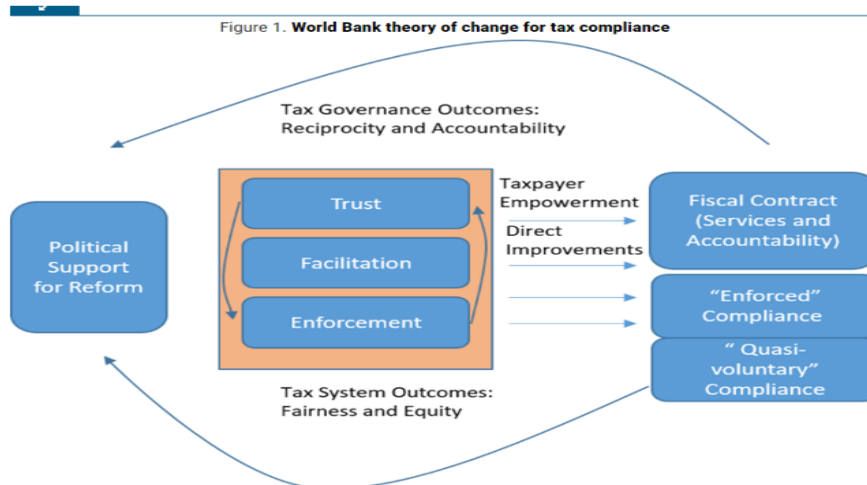 Figure 1. World Bank theory of change for tax compliance
Tax Governance Outcomes:
Reciprocity and Accountability
Political
Support
for Reform
Trust
Facilitation
Enforcement
Taxpayer
Empowerment
Direct
Improvements
Fiscal Contract
(Services and
Accountability)
“Enforced”
Compliance
“ Quasi-
voluntary”
Compliance
Tax System Outcomes:
Fairness and Equity